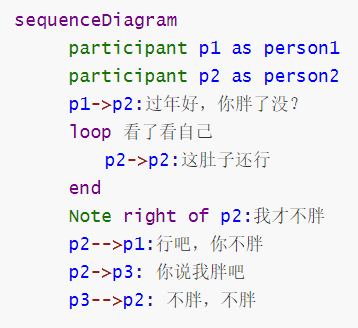 sequenceDiagram
participant p1 as person1
participant p2 as person2
p1->p2:过年好，你胖了没？
loop 看了看自己
p2->p2:这肚子还行
end
Note right of p2:我才不胖
p2-->p1:行吧，你不胖
p2->p3: 你说我胖吧
p3-->p2: 不胖，不胖